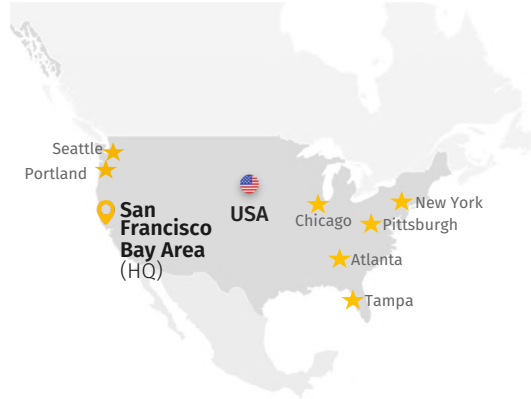 Seattle
Portland
San
Francisco
Bay Area
(HQ)
USA
Chicago
New York
Pittsburgh
Atlanta
Tampa